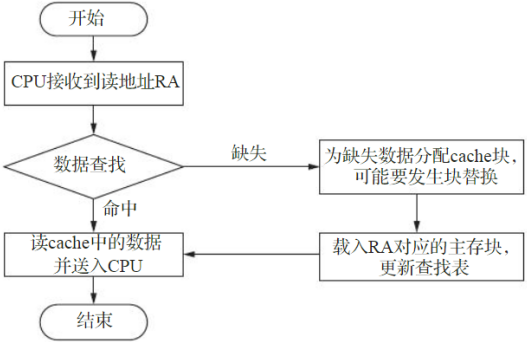 开始
CPU接收到读地址RA
数据查找
缺失
为缺失数据分配cache块，
可能要发生块替换
命中
读cache中的数据
并送入CPU
载入RA对应的主存块，
更新查找表
结束